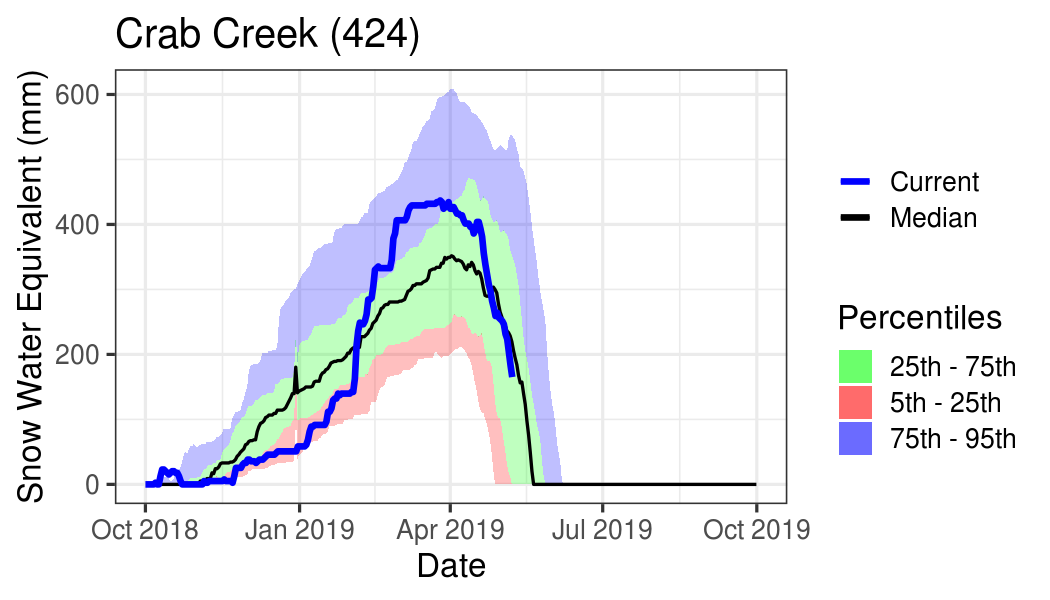 Crab Creek (424)
Snow Water Equivalent (mm)
600
400
200
0
Oct 2018
Jan 2019
Apr 2019
Jul 2019
Oct 2019
Date
Current
Median
Percentiles
25th - 75th
5th - 25th
75th - 95th